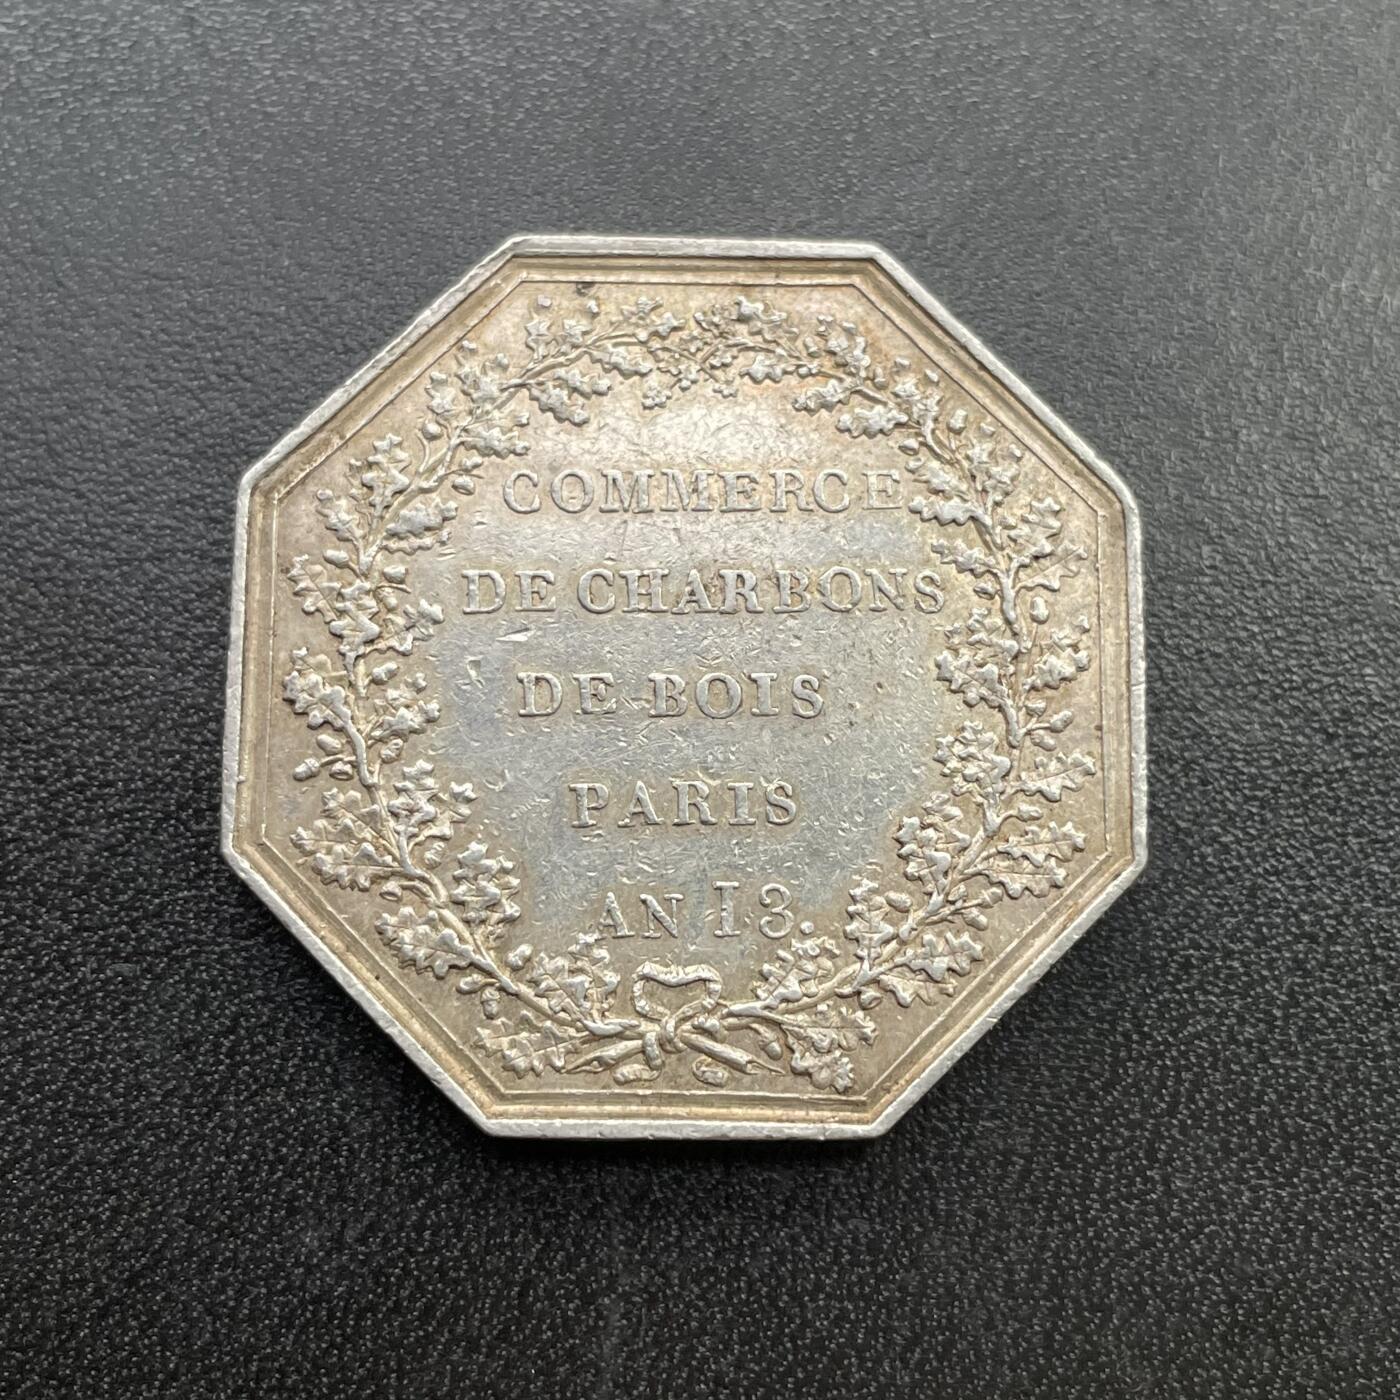 COMMERCE
DE CHARBONS
DE BOIS
PARIS
AN 13.